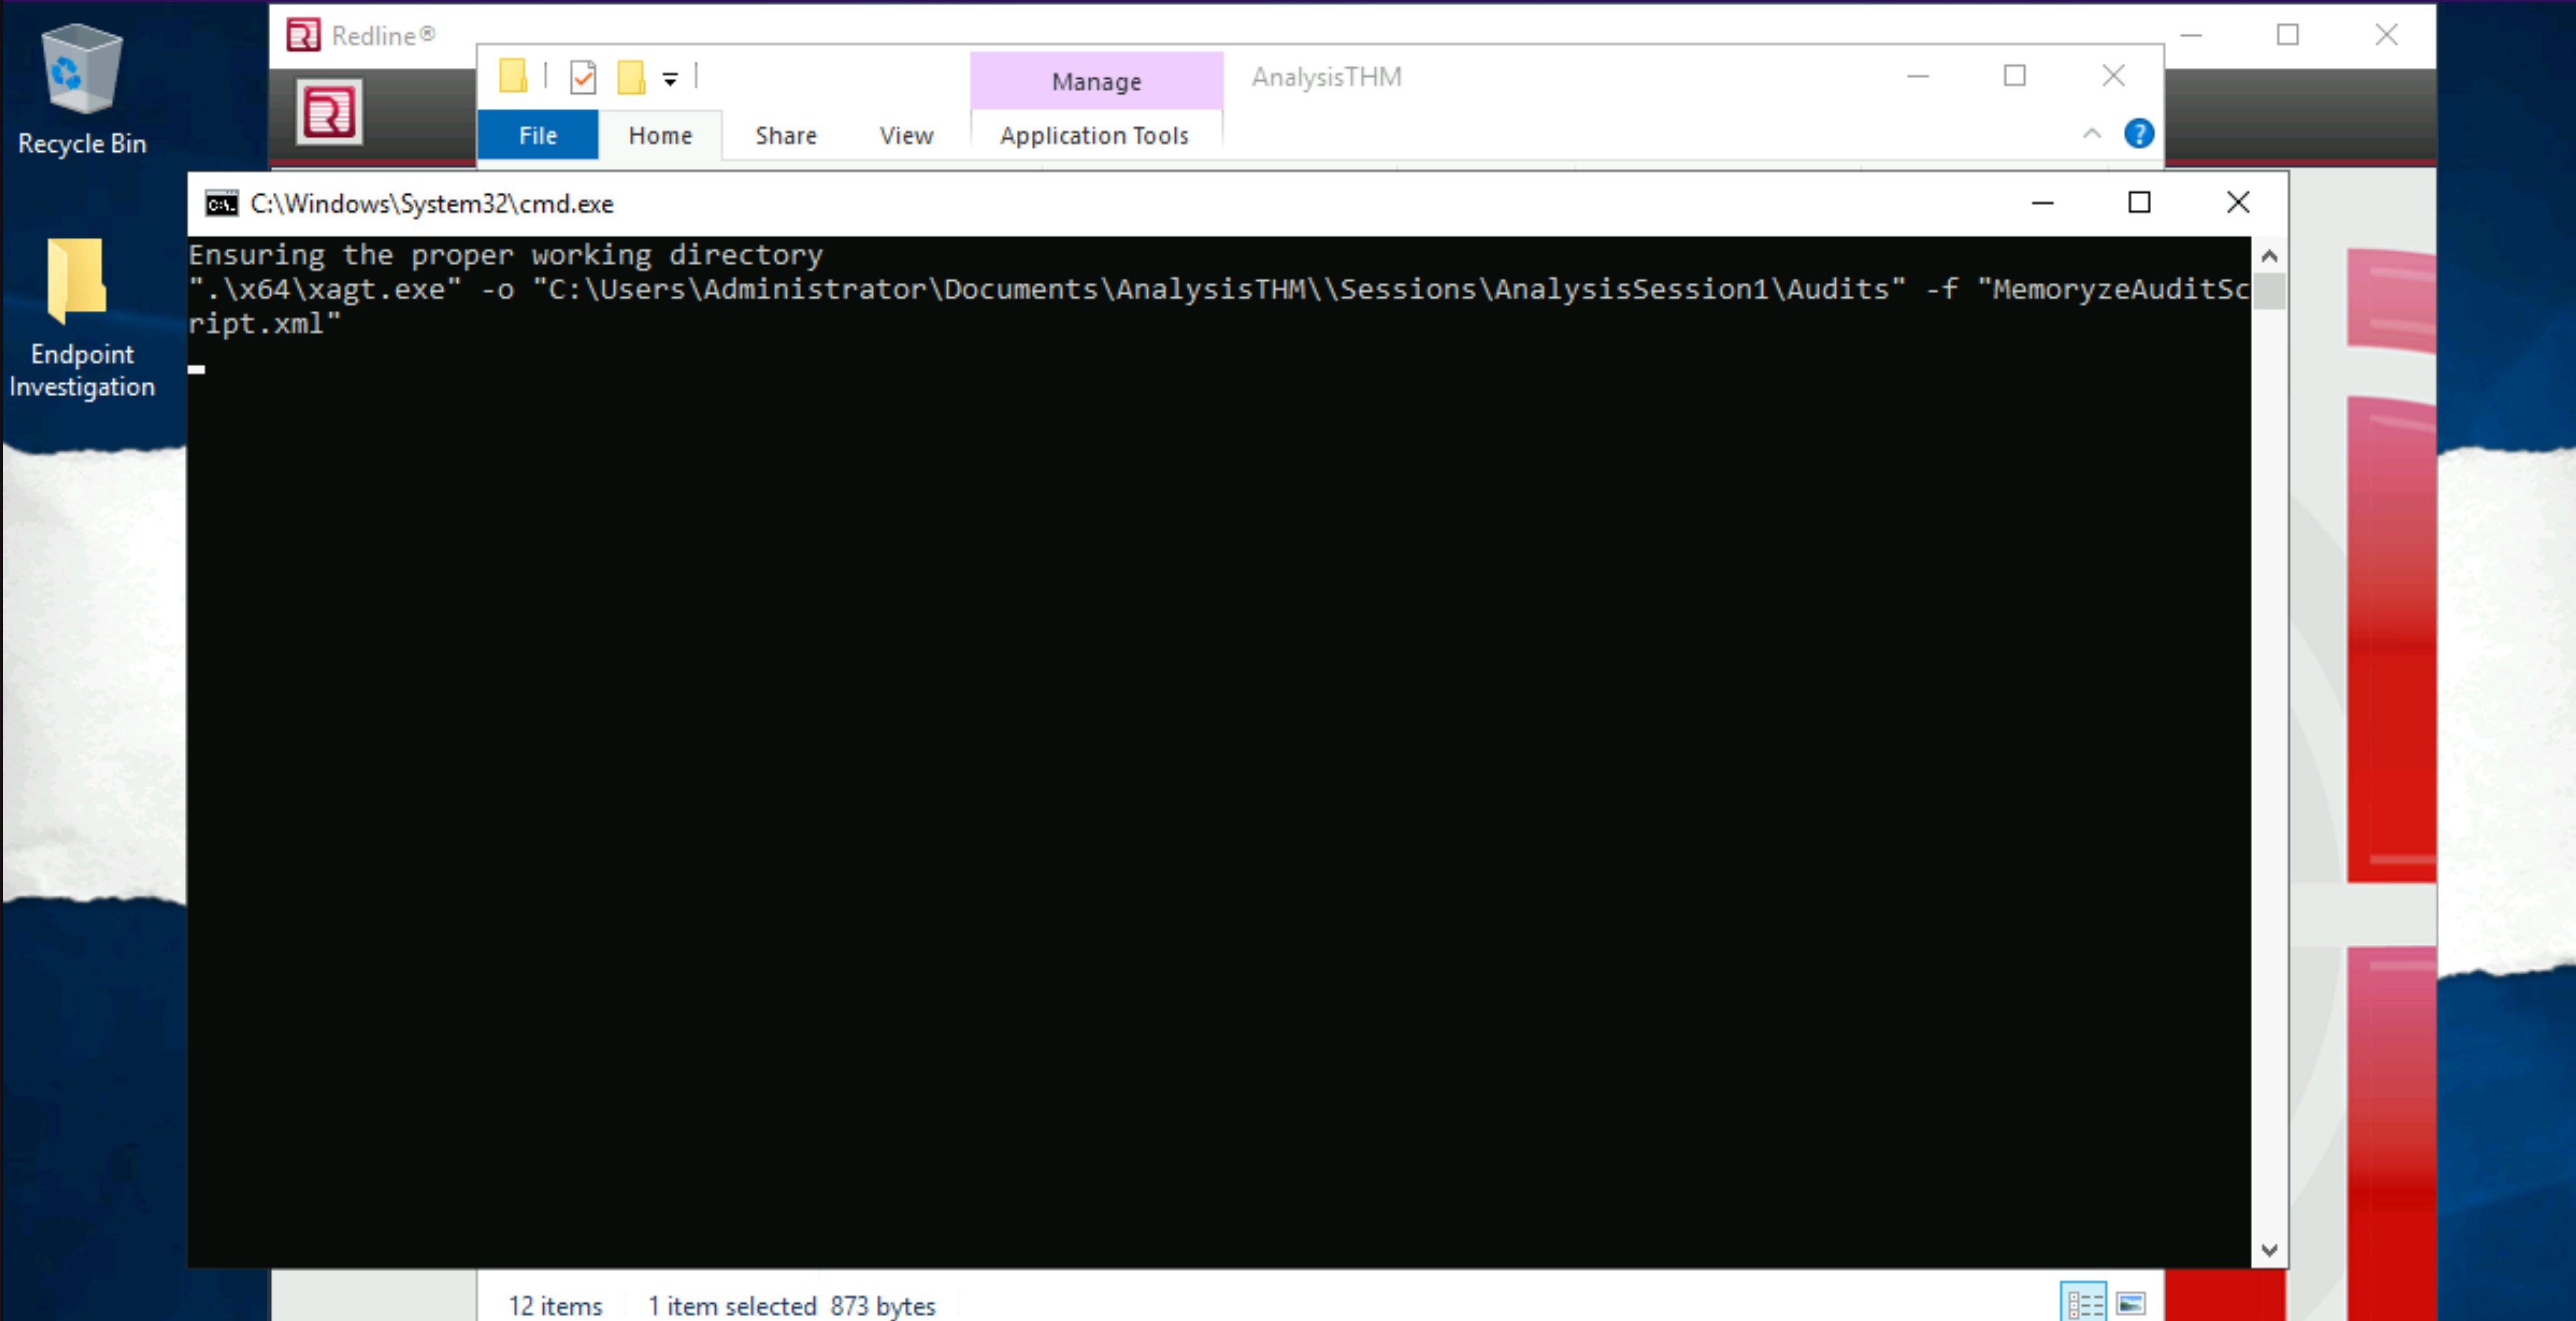 Recycle Bin
Endpoint
Investigation
Redline®
Manage
AnalysisTHM
File
Home
Share
View
Application Tools
C:\Windows\System32\cmd.exe
Ensuring the proper working directory
".\x64\xagt.exe" -o "C:\Users\Administrator\Documents\AnalysisTHM\\Sessions\AnalysisSession1\Audits" -f "MemoryzeAuditSc
ript.xml"
12 items
1 item selected 873 bytes